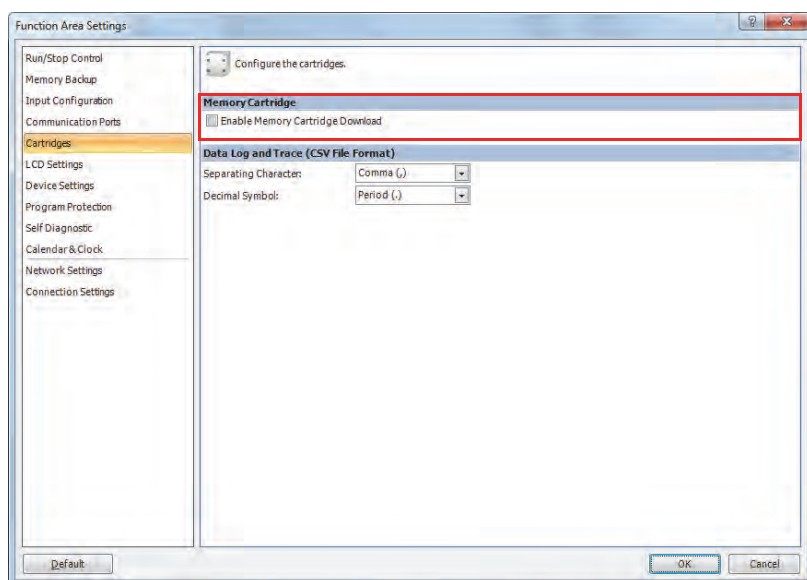 Function Area Settings
Run/Stop Control
Memory Backup
Input Configuration
Communication Ports
Cartridges
LCD Settings
Device Settings
Program Protection
Self Diagnostic
Calendar & Clock
Network Settings
Connection Settings
Configure the cartridges.
Memory Cartridge
Enable Memory Cartridge Download
Data Log and Trace (CSV File Format)
Separating Character: Comma (,)
Decimal Symbol: Period (.)
Default OK Cancel